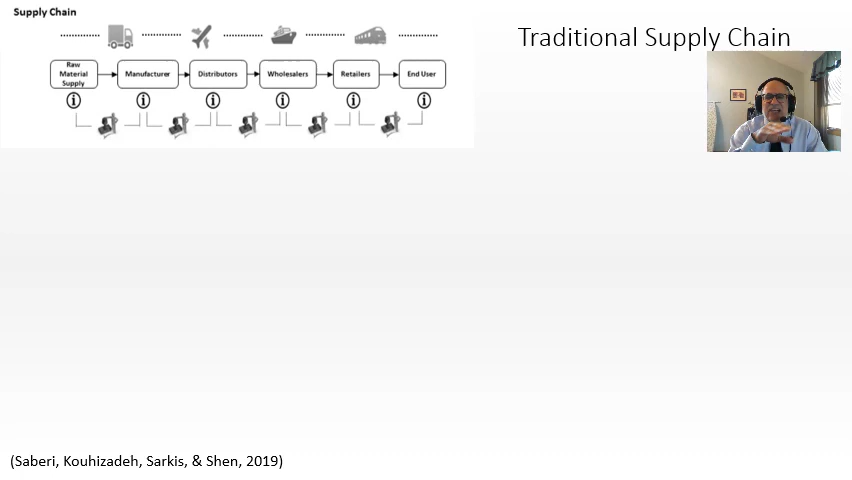 Supply Chain
Traditional Supply Chain
Raw
Material
Supply
Manufacturer
Distributors
Wholesalers
Retailers
End User
(Saberi, Kouhizadeh, Sarkis, & Shen, 2019)